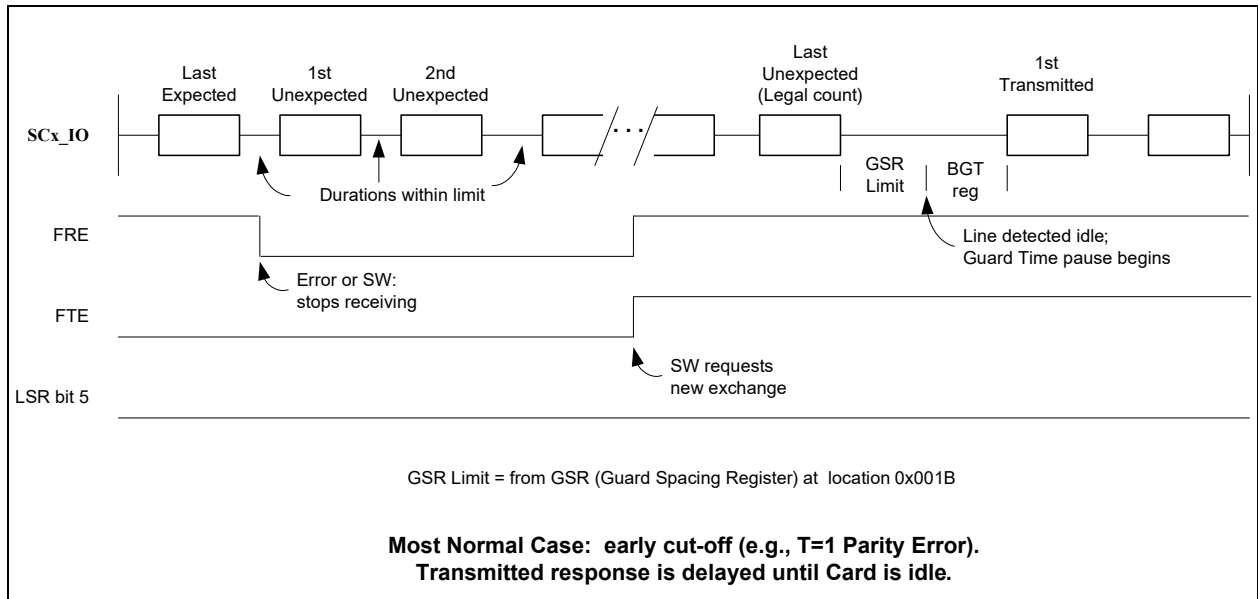 Last
Expected
1st
Unexpected
2nd
Unexpected
Last
Unexpected
(Legal count)
1st
Transmitted
SCx_IO
. . .
Durations within limit
GSR
Limit
BGT
reg
FRE
Line detected idle;
Guard Time pause begins
Error or SW:
stops receiving
FTE
SW requests
new exchange
LSR bit 5
GSR Limit = from GSR (Guard Spacing Register) at location 0x001B
Most Normal Case: early cut-off (e.g., T=1 Parity Error).
Transmitted response is delayed until Card is idle.